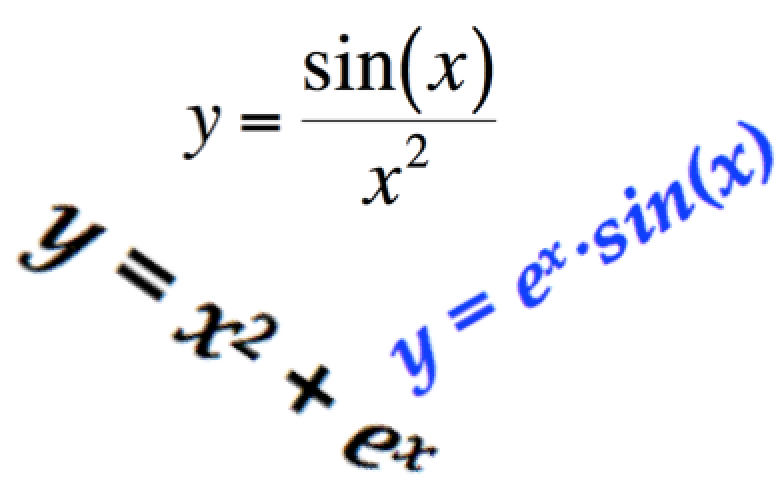 y = sin(x) / x²
y = x² + eˣ
y = eˣ·sin(x)